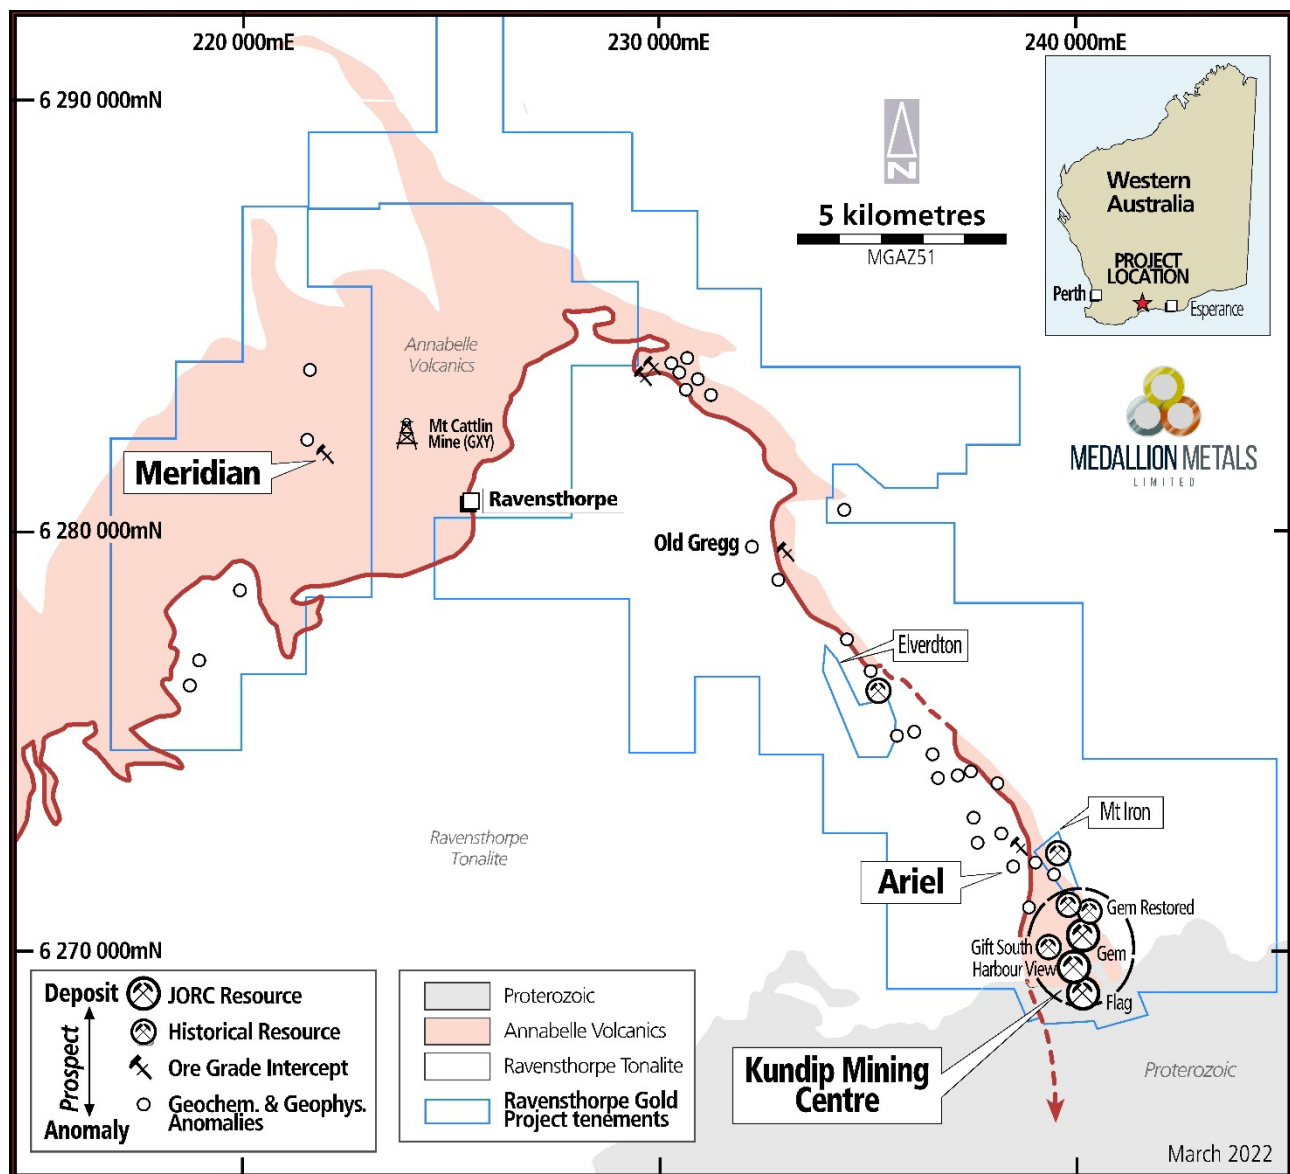 220 000mE
230 000mE
240 000mE
6 290 000mN
Western
Australia
PROJECT
LOCATION
Perth
Esperance
N
5 kilometres
MGAZ51
Annabelle
Volcanics
Mt Cattlin
Mine (GXY)
MEDALLION METALS
LIMITED
Meridian
Ravensthorpe
6 280 000mN
Old Gregg
Elverdton
Mt Iron
Ravensthorpe
Tonalite
Ariel
Gem Restored
6 270 000mN
Gift South
Gem
Harbour View
Flag
Deposit
JORC Resource
Historical Resource
Prospect
Ore Grade Intercept
Geochem. & Geophys.
Anomalies
Anomaly
Proterozoic
Annabelle Volcanics
Ravensthorpe Tonalite
Ravensthorpe Gold
Project tenements
Kundip Mining
Centre
Proterozoic
March 2022